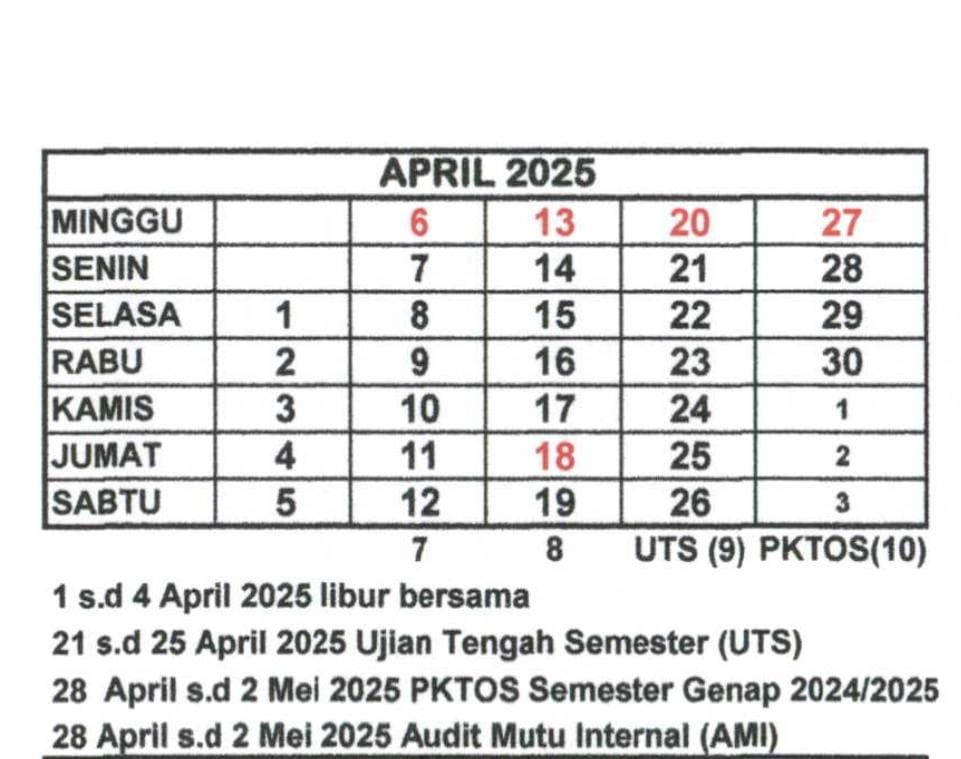 APRIL 2025
MINGGU 6 13 20 27
SENIN 7 14 21 28
SELASA 1 8 15 22 29
RABU 2 9 16 23 30
KAMIS 3 10 17 24 1
JUMAT 4 11 18 25 2
SABTU 5 12 19 26 3
7 8 UTS (9) PKTOS(10)
1 s.d 4 April 2025 libur bersama
21 s.d 25 April 2025 Ujian Tengah Semester (UTS)
28 April s.d 2 Mei 2025 PKTOS Semester Genap 2024/2025
28 April s.d 2 Mei 2025 Audit Mutu Internal (AMI)